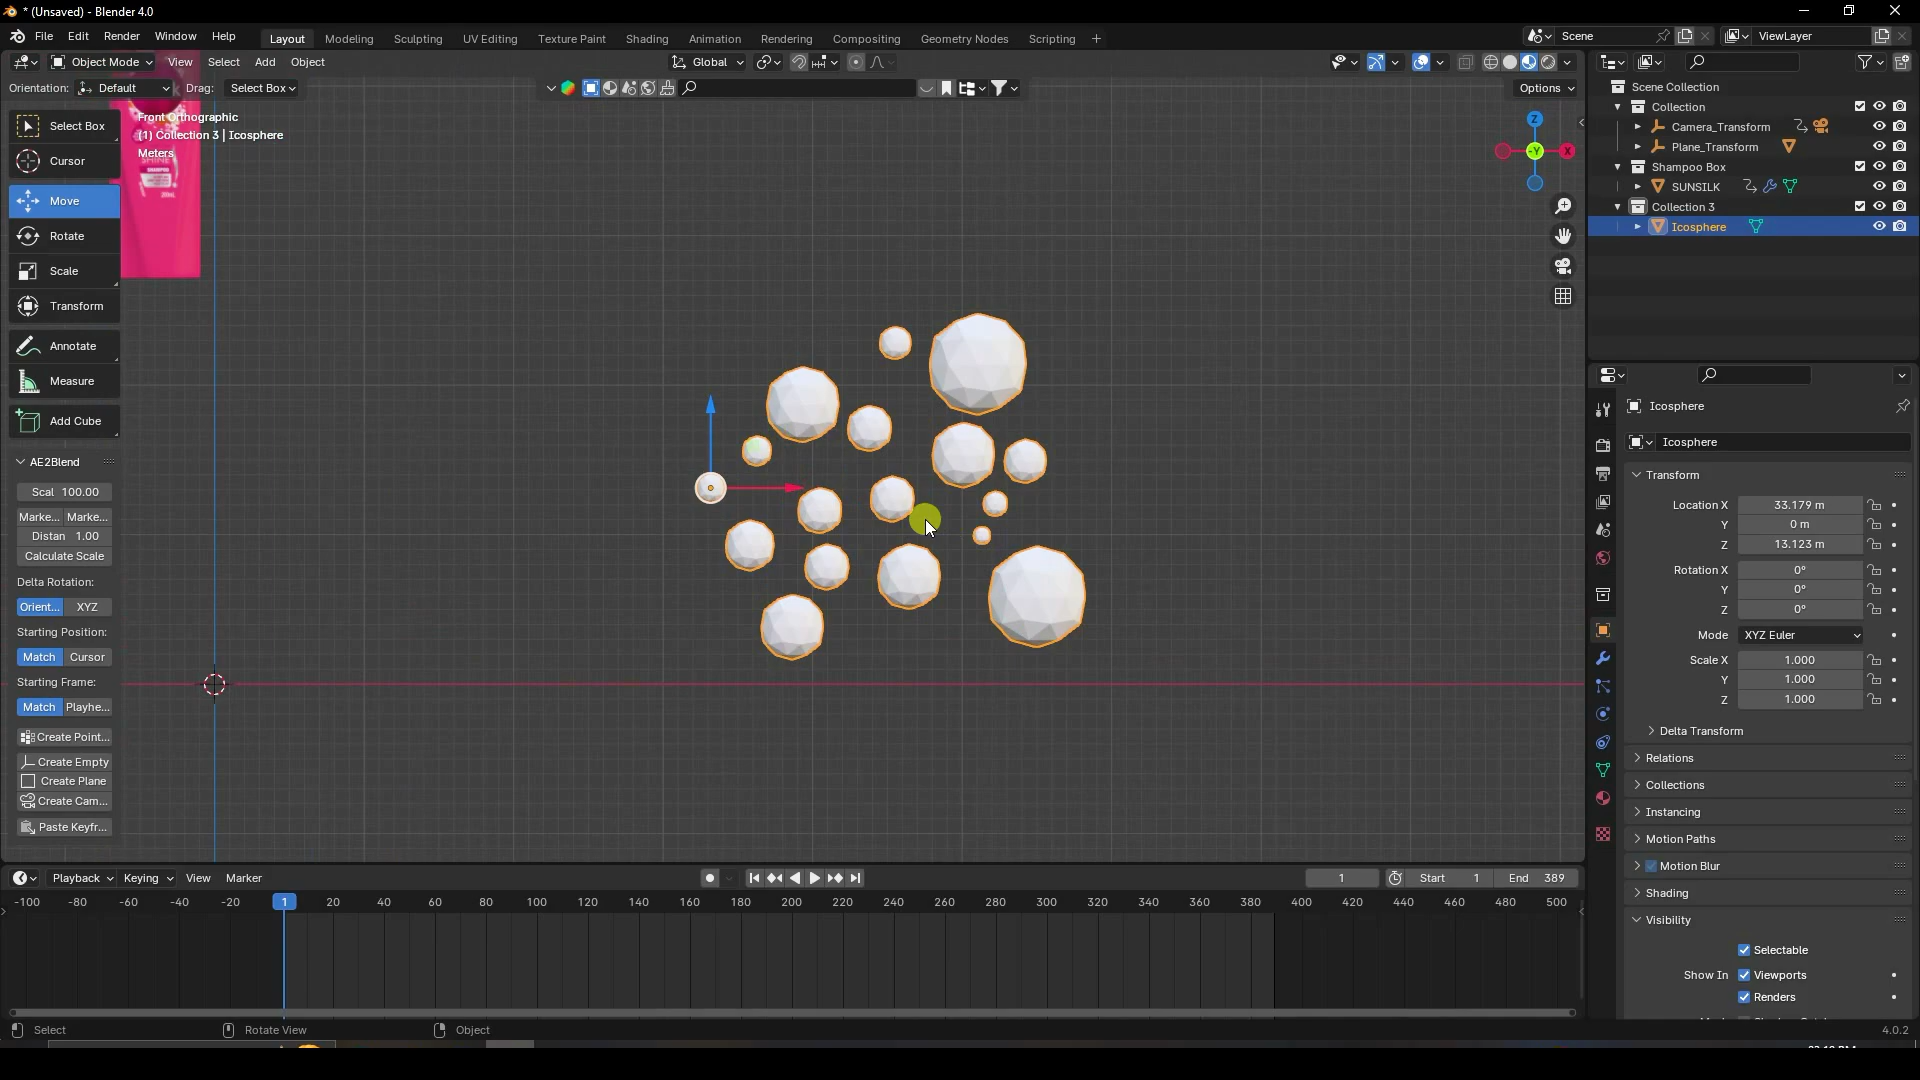 * (Unsaved) - Blender 4.0
File Edit Render Window Help Layout Modeling Sculpting UV Editing Texture Paint Shading Animation Rendering Compositing Geometry Nodes Scripting + Scene ViewLayer
Object Mode View Select Add Object Global
Orientation: Default Drag: Select Box Options
Front Orthographic
(1) Collection 3 | Icosphere
Meters
SHINE
SHAMPOO
Select Box
Cursor
Move
Rotate
Scale
Transform
Annotate
Measure
Add Cube
AE2Blend
Scal 100.00
Marke... Marke...
Distan 1.00
Calculate Scale
Delta Rotation:
Orient... XYZ
Starting Position:
Match Cursor
Starting Frame:
Match Playhe...
Create Point...
Create Empty
Create Plane
Create Cam...
Paste Keyfr...
Z
-Y
X
Scene Collection
Collection
Camera_Transform
Plane_Transform
Shampoo Box
SUNSILK
Collection 3
Icosphere
Icosphere
Icosphere
Transform
Location X 33.179 m
Y 0 m
Z 13.123 m
Rotation X 0°
Y 0°
Z 0°
Mode XYZ Euler
Scale X 1.000
Y 1.000
Z 1.000
Delta Transform
Relations
Collections
Instancing
Motion Paths
Motion Blur
Shading
Visibility
Selectable
Show In Viewports
Renders
Playback Keying View Marker 1 Start 1 End 389
-100 -80 -60 -40 -20 1 20 40 60 80 100 120 140 160 180 200 220 240 260 280 300 320 340 360 380 400 420 440 460 480 500
Select Rotate View Object 4.0.2